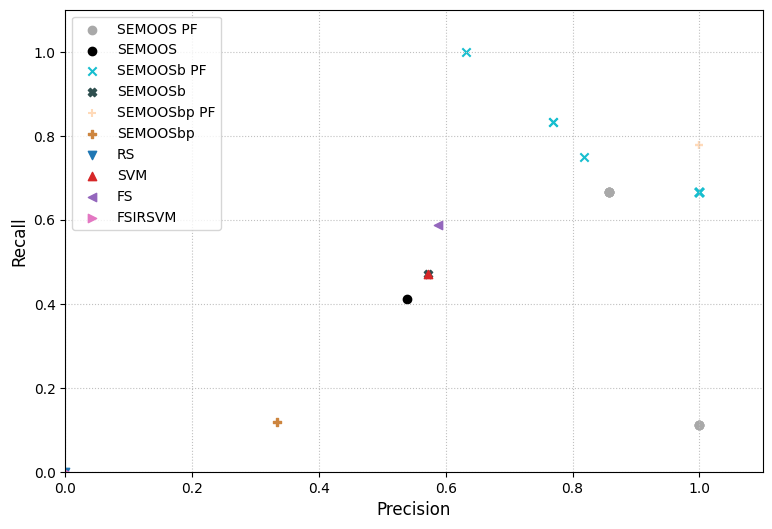 SEMOOS PF
SEMOOS
SEMOOSb PF
SEMOOSb
SEMOOSbp PF
SEMOOSbp
RS
SVM
FS
FSIRSVM
1.0
0.8
0.6
0.4
0.2
0.0
Recall
0.0 0.2 0.4 0.6 0.8 1.0
Precision